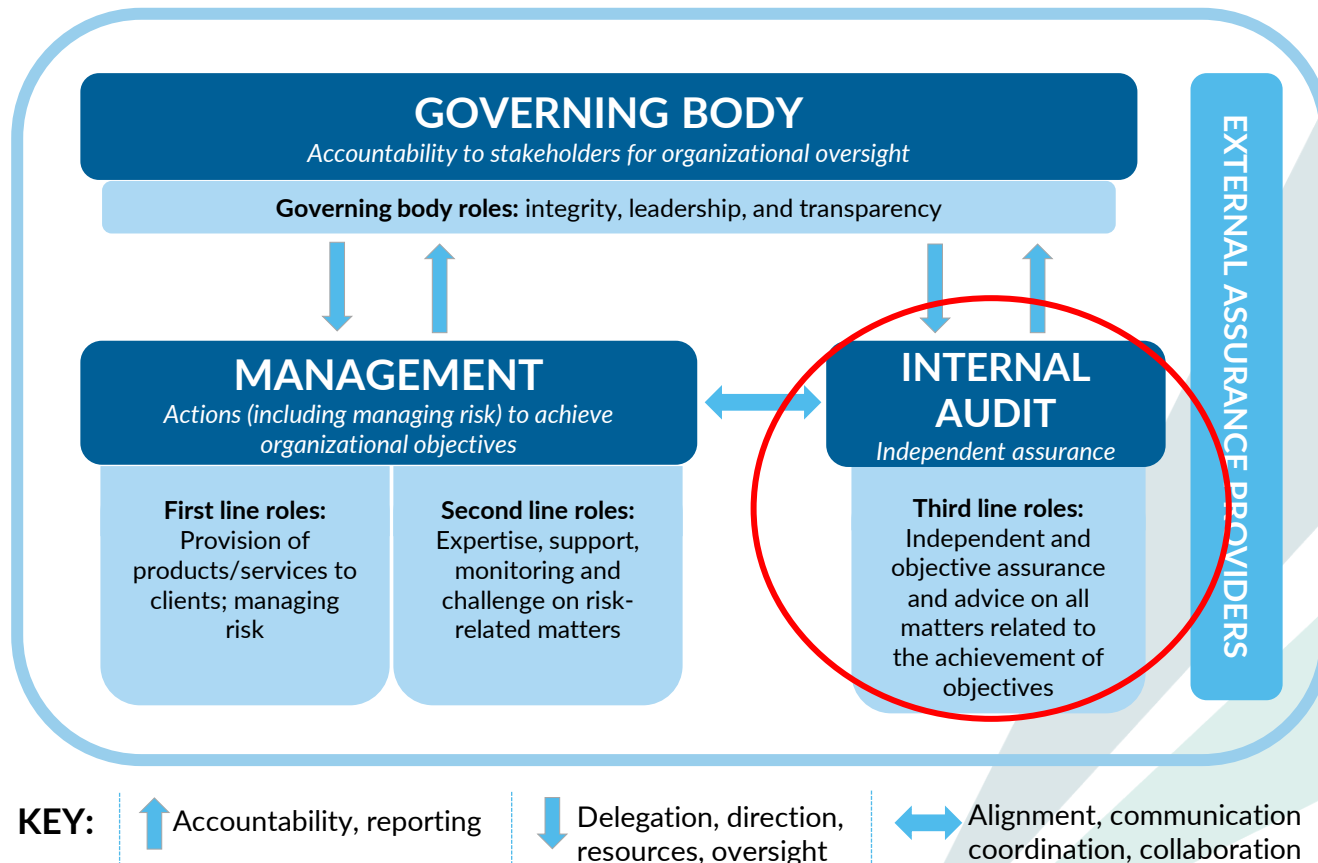 GOVERNING BODY
Accountability to stakeholders for organizational oversight
Governing body roles: integrity, leadership, and transparency
MANAGEMENT
Actions (including managing risk) to achieve
organizational objectives
First line roles:
Provision of
products/services to
clients; managing
risk
Second line roles:
Expertise, support,
monitoring and
challenge on risk-
related matters
INTERNAL
AUDIT
Independent assurance
Third line roles:
Independent and
objective assurance
and advice on all
matters related to
the achievement of
objectives
EXTERNAL ASSURANCE PROVIDERS
KEY:
Accountability, reporting
Delegation, direction,
resources, oversight
Alignment, communication
coordination, collaboration